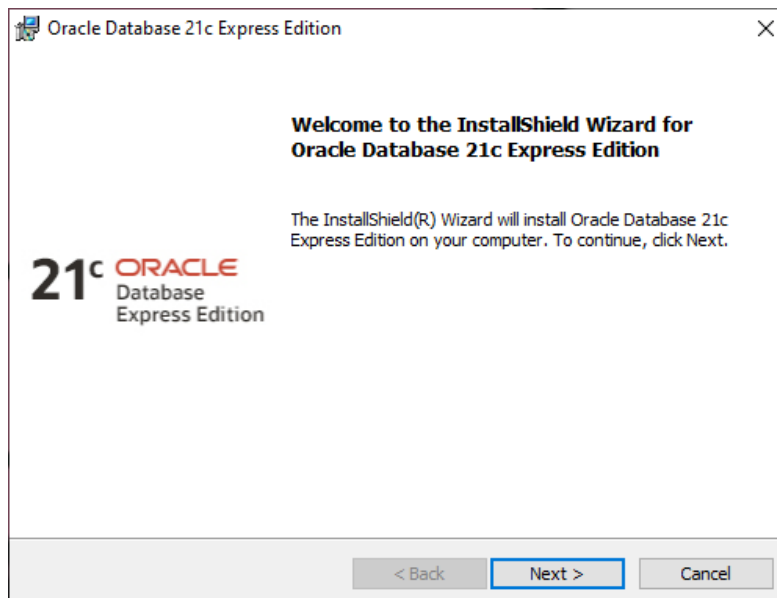 Oracle Database 21c Express Edition
Welcome to the InstallShield Wizard for
Oracle Database 21c Express Edition
The InstallShield(R) Wizard will install Oracle Database 21c
Express Edition on your computer. To continue, click Next.
21c ORACLE
Database
Express Edition
< Back Next > Cancel